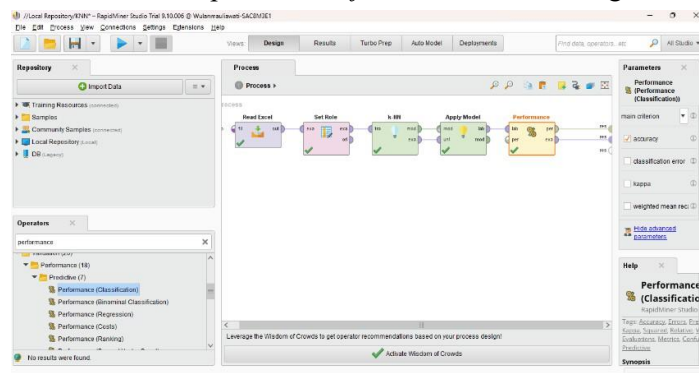 //Local Repository/KNN* – RapidMiner Studio Trial 9.10.006 @ Wulanmauliawati-SAC8M3E1
File Edit Process View Connections Settings Extensions Help
Views: Design Results Turbo Prep Auto Model Deployments Find data, operators...etc All Studio
Repository
Import Data
Training Resources (connected)
Samples
Community Samples (connected)
Local Repository (Local)
DB (Legacy)
Operators
performance
Performance (18)
Predictive (7)
Performance (Classification)
Performance (Binominal Classification)
Performance (Regression)
Performance (Costs)
Performance (Ranking)
No results were found.
Process
Process
Read Excel Set Role k-NN Apply Model Performance
Leverage the Wisdom of Crowds to get operator recommendations based on your process design!
Activate Wisdom of Crowds
Parameters
Performance
(Performance
(Classification))
main criterion
accuracy
classification error
kappa
weighted mean rec
Hide advanced
parameters
Help
Performance
(Classificatio
RapidMiner Studio
Synopsis